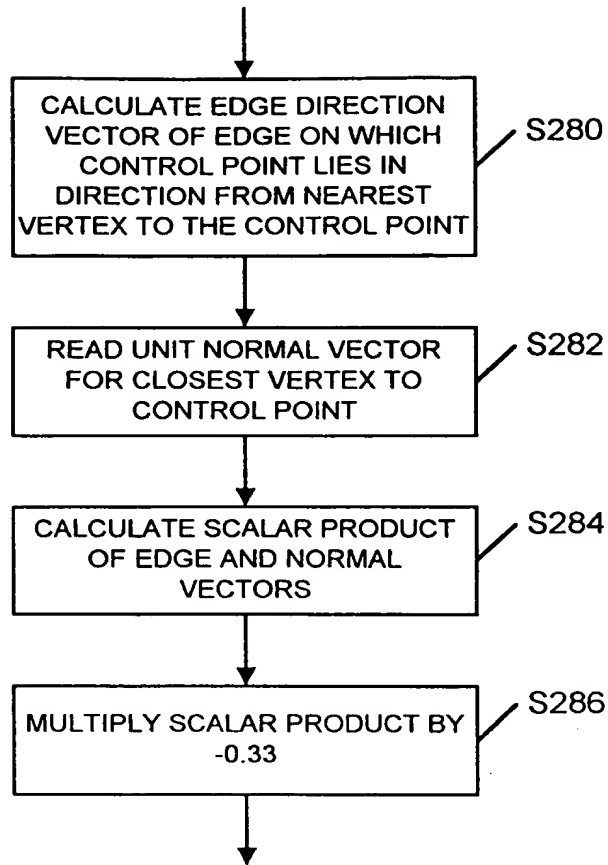 CALCULATE EDGE DIRECTION
VECTOR OF EDGE ON WHICH
CONTROL POINT LIES IN
DIRECTION FROM NEAREST
VERTEX TO THE CONTROL POINT
S280
READ UNIT NORMAL VECTOR
FOR CLOSEST VERTEX TO
CONTROL POINT
S282
CALCULATE SCALAR PRODUCT
OF EDGE AND NORMAL
VECTORS
S284
MULTIPLY SCALAR PRODUCT BY
-0.33
S286